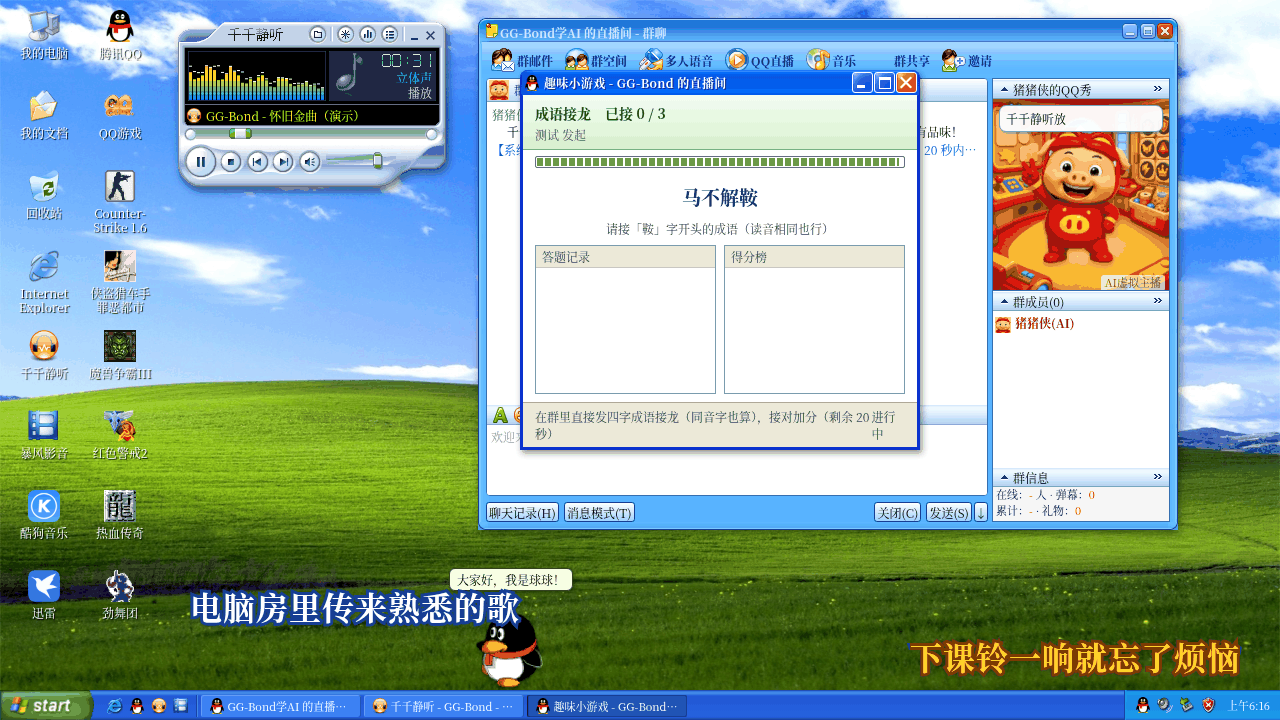 我的电脑
腾讯QQ
我的文档
QQ游戏
回收站
Counter-
Strike 1.6
Internet
Explorer
侠盗猎车手
罪恶都市
千千静听
魔兽争霸III
暴风影音
红色警戒2
酷狗音乐
热血传奇
迅雷
劲舞团
千千静听
00:31
立体声
播放
GG-Bond - 怀旧金曲（演示）
GG-Bond学AI 的直播间 - 群聊
群邮件
群空间
多人语音
QQ直播
音乐
群共享
邀请
猪猪侠
千
有品味！
【系统
20 秒内…
趣味小游戏 - GG-Bond 的直播间
成语接龙 已接 0 / 3
测试 发起
马不解鞍
请接「鞍」字开头的成语（读音相同也行）
答题记录
得分榜
在群里直接发四字成语接龙（同音字也算），接对加分（剩余 20 秒）
进行中
欢迎
聊天记录(H)
消息模式(T)
关闭(C)
发送(S)
↓
猪猪侠的QQ秀
千千静听放
AI虚拟主播
群成员(0)
猪猪侠(AI)
群信息
在线： - 人 · 弹幕： 0
累计： - · 礼物： 0
大家好，我是球球！
电脑房里传来熟悉的歌
下课铃一响就忘了烦恼
start
GG-Bond学AI 的直播…
千千静听 - GG-Bond - …
趣味小游戏 - GG-Bond…
上午6:16